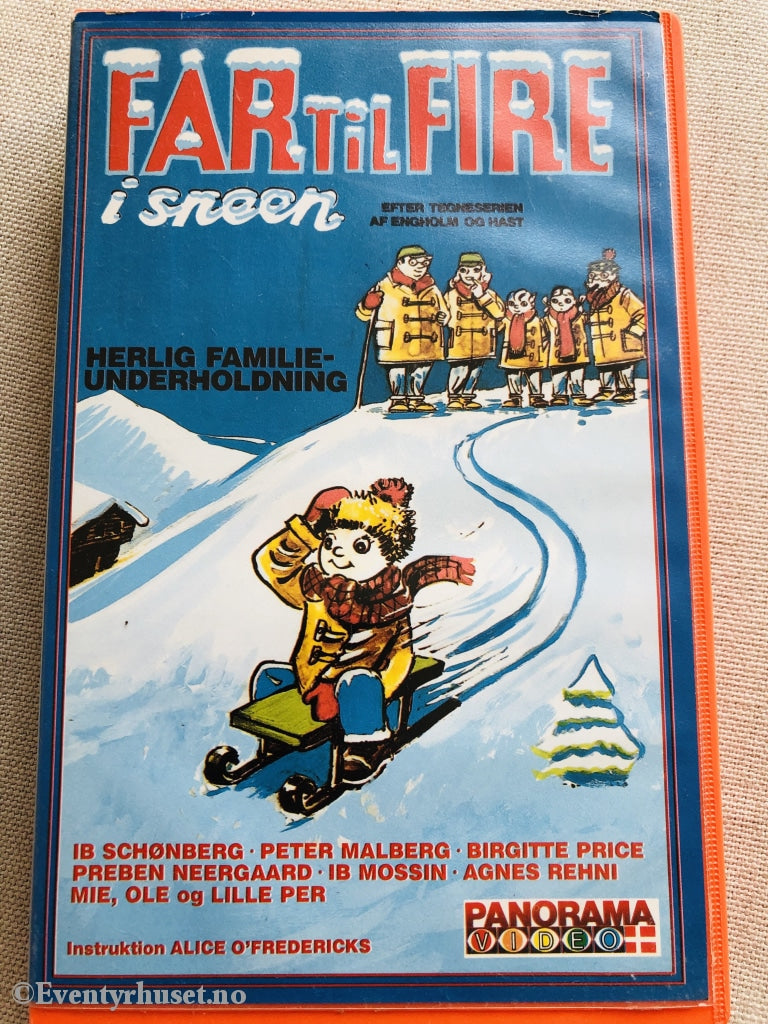 FAR TiL FIRE
i sneen
EFTER TEGNESERIEN
AF ENGHOLM OG HAST
HERLIG FAMILIE-
UNDERHOLDNING
IB SCHØNBERG · PETER MALBERG · BIRGITTE PRICE
PREBEN NEERGAARD · IB MOSSIN · AGNES REHNI
MIE, OLE og LILLE PER
Instruktion ALICE O'FREDERICKS
PANORAMA
VIDEO
©Eventyrhuset.no